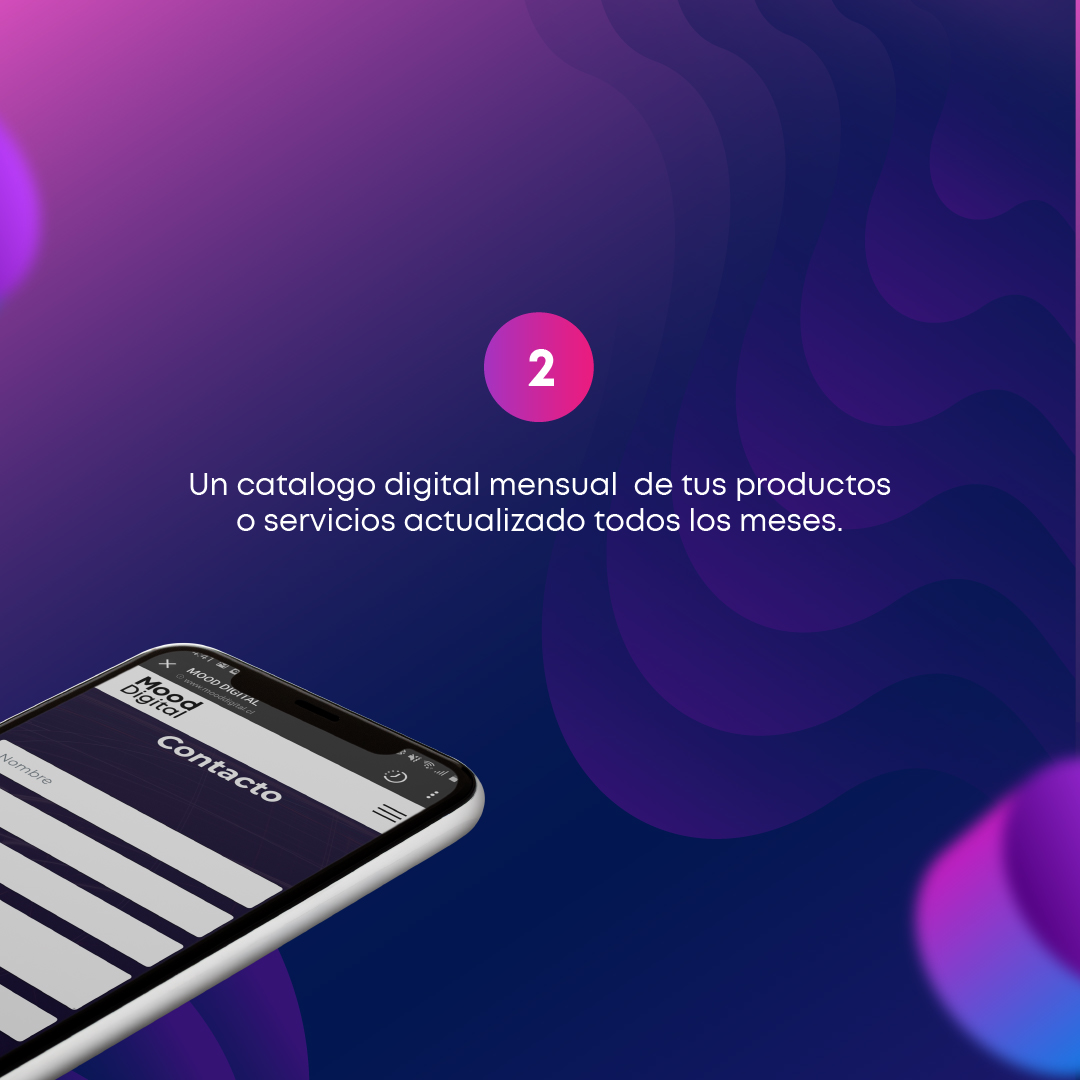 2
Un catalogo digital mensual  de tus productos
o servicios actualizado todos los meses.
MOOD DIGITAL
www.mooddigital.cl
Mood
Digital
Contacto
Nombre